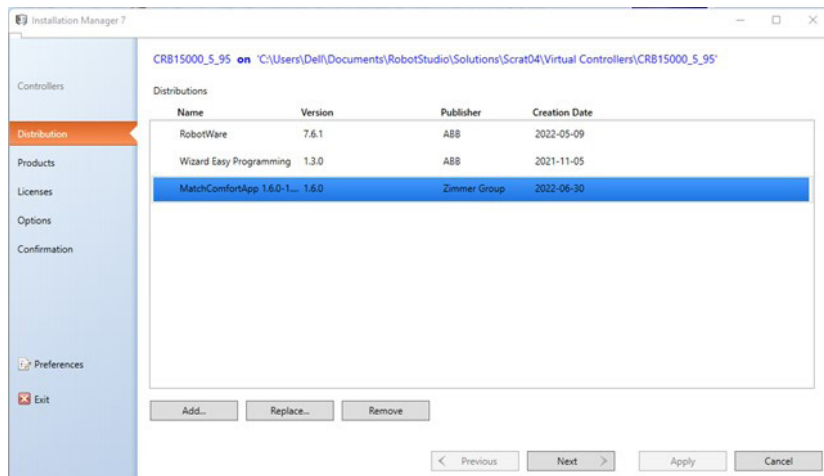 Installation Manager 7
CRB15000_5_95 on 'C:\Users\Dell\Documents\RobotStudio\Solutions\Scrat04\Virtual Controllers\CRB15000_5_95'
Controllers
Distribution
Products
Licenses
Options
Confirmation
Preferences
Exit
Distributions
Name Version Publisher Creation Date
RobotWare 7.6.1 ABB 2022-05-09
Wizard Easy Programming 1.3.0 ABB 2021-11-05
MatchComfortApp 1.6.0-1.... 1.6.0 Zimmer Group 2022-06-30
Add... Replace... Remove
< Previous Next > Apply Cancel